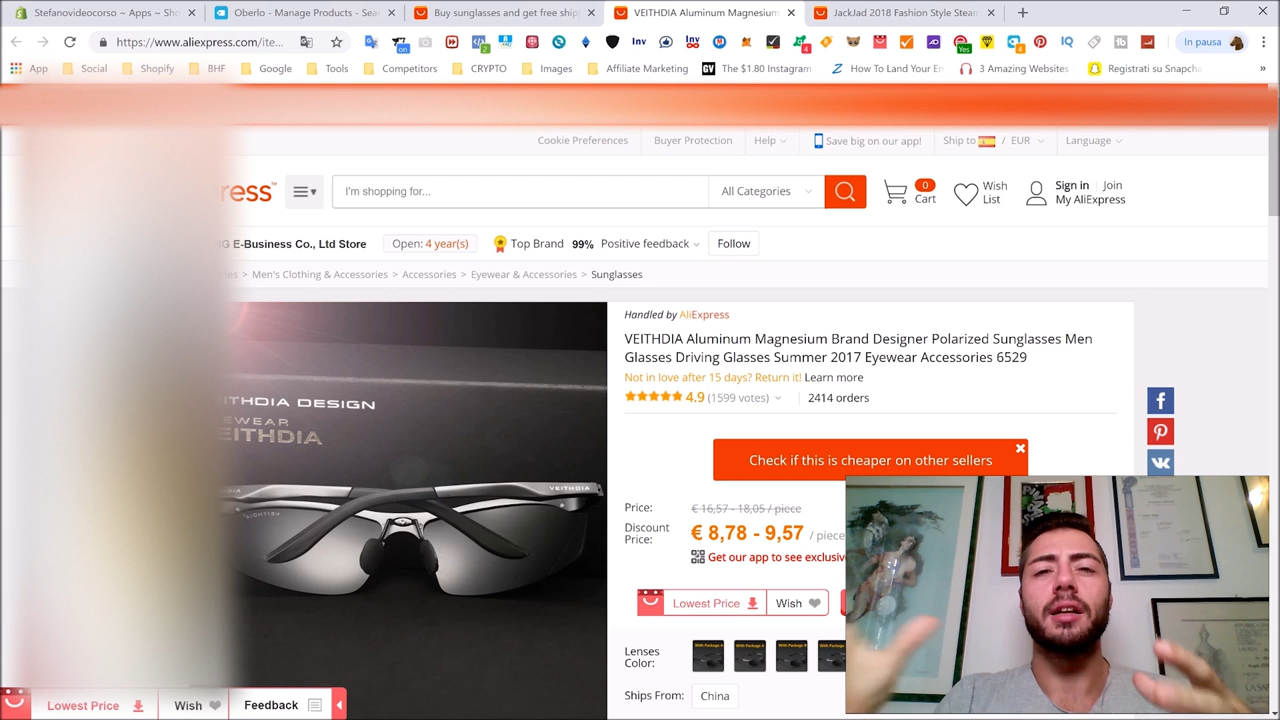 Stefanovideocorso ~ Apps ~ Sho
Oberlo - Manage Products - Sea
Buy sunglasses and get free ship
VEITHDIA Aluminum Magnesium
JackJad 2018 Fashion Style Steam
https://www.aliexpress.com/ite...
In pausa
App
Social
Shopify
BHF
Google
Tools
Competitors
CRYPTO
Images
Affiliate Marketing
The $1.80 Instagram
How To Land Your En
3 Amazing Websites
Registrati su Snapcha
Cookie Preferences
Buyer Protection
Help
Save big on our app!
Ship to / EUR
Language
ress™
I'm shopping for...
All Categories
0
Cart
Wish
List
Sign in | Join
My AliExpress
G E-Business Co., Ltd Store
Open: 4 year(s)
Top Brand 99% Positive feedback
Follow
ries > Men's Clothing & Accessories > Accessories > Eyewear & Accessories > Sunglasses
Handled by AliExpress
VEITHDIA Aluminum Magnesium Brand Designer Polarized Sunglasses Men
Glasses Driving Glasses Summer 2017 Eyewear Accessories 6529
Not in love after 15 days? Return it! Learn more
4.9 (1599 votes) 2414 orders
Check if this is cheaper on other sellers
Price: € 16,57 - 18,05 / piece
Discount
Price: € 8,78 - 9,57 / piece
Get our app to see exclusiv
Lowest Price
Wish
Lenses
Color:
Ships From: China
ITHDIA DESIGN
EWEAR
EITHDIA
VEITHDIA
Lowest Price
Wish
Feedback